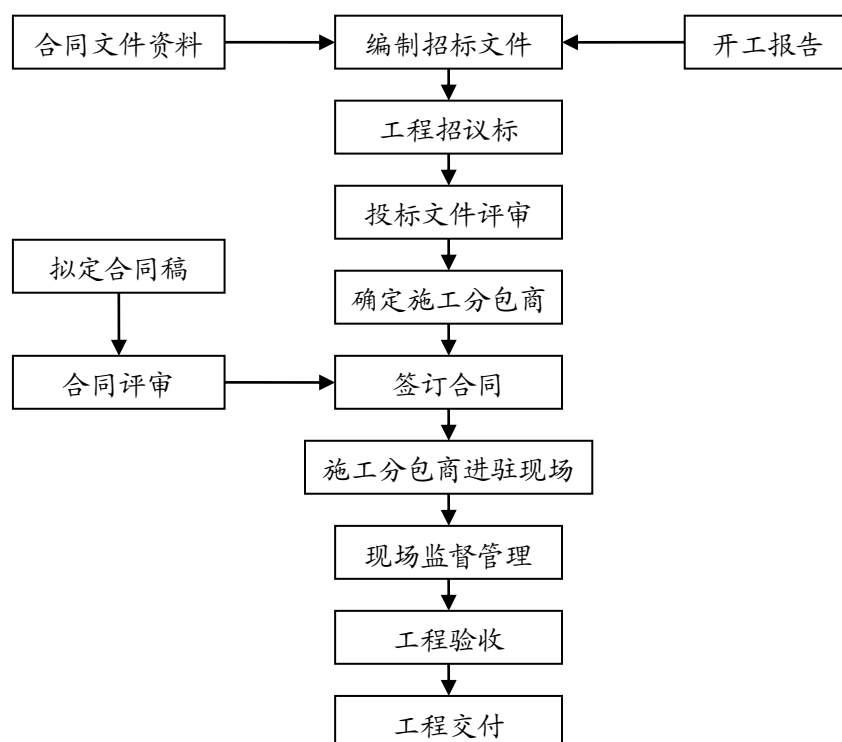 合同文件资料
编制招标文件
开工报告
工程招议标
投标文件评审
拟定合同稿
确定施工分包商
合同评审
签订合同
施工分包商进驻现场
现场监督管理
工程验收
工程交付